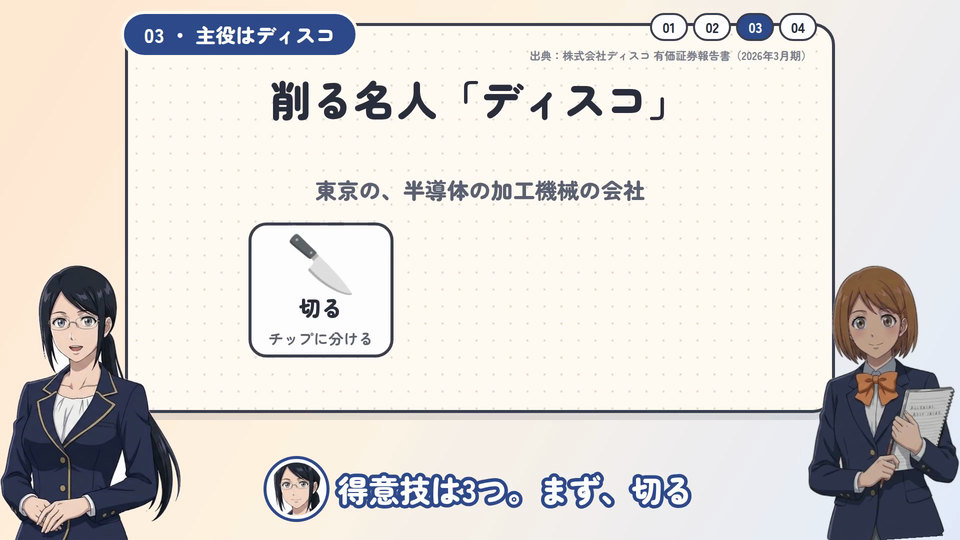 03 ・ 主役はディスコ
01 02 03 04
出典：株式会社ディスコ 有価証券報告書（2026年3月期）
削る名人「ディスコ」
東京の、半導体の加工機械の会社
切る
チップに分ける
得意技は3つ。まず、切る